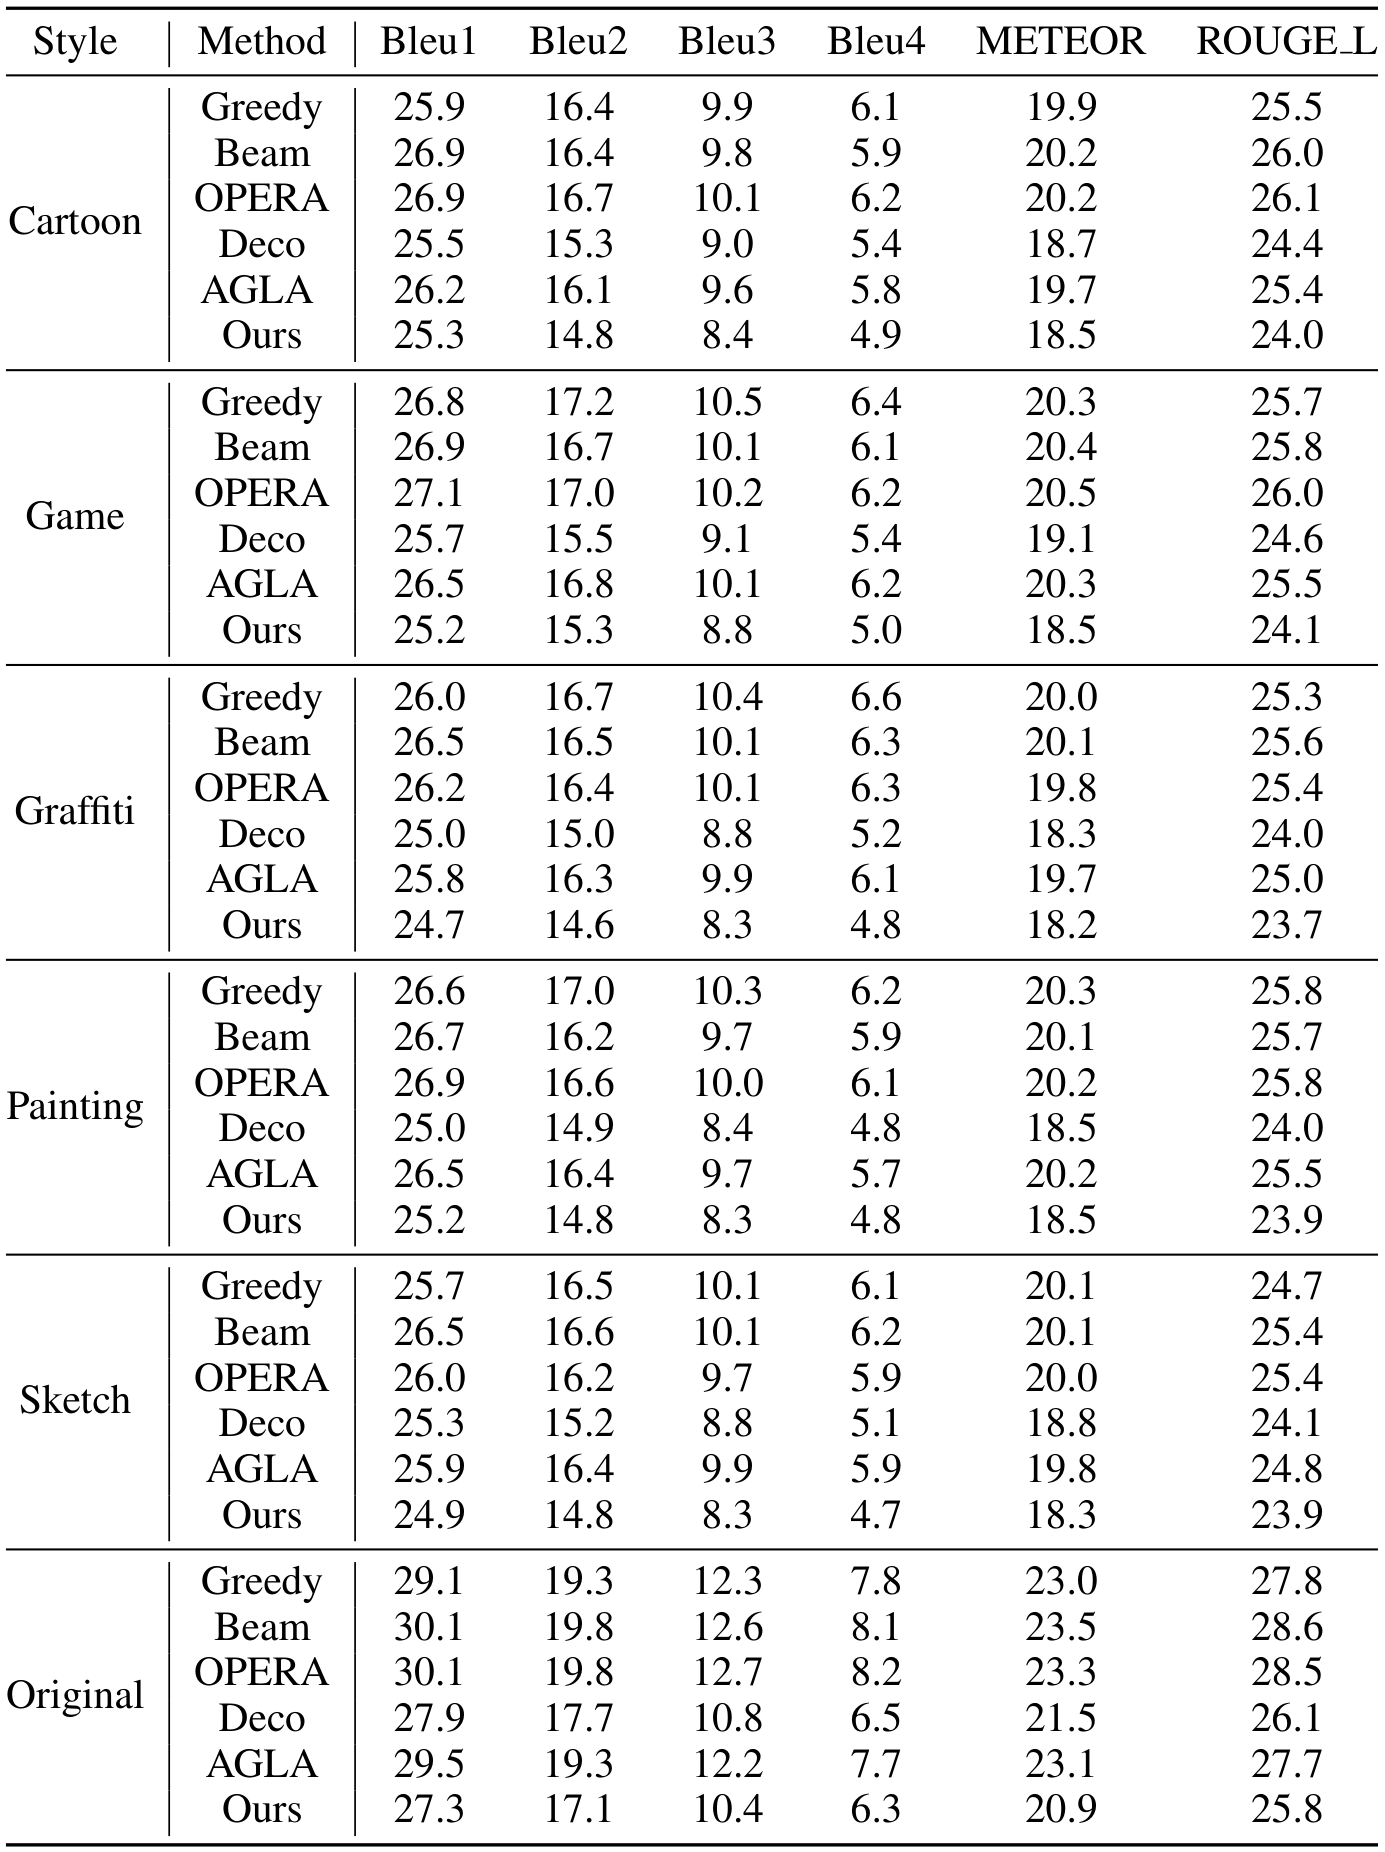 Style Method Bleu1 Bleu2 Bleu3 Bleu4 METEOR ROUGE_L
Greedy 25.9 16.4 9.9 6.1 19.9 25.5
Beam 26.9 16.4 9.8 5.9 20.2 26.0
OPERA 26.9 16.7 10.1 6.2 20.2 26.1
Cartoon
Deco 25.5 15.3 9.0 5.4 18.7 24.4
AGLA 26.2 16.1 9.6 5.8 19.7 25.4
Ours 25.3 14.8 8.4 4.9 18.5 24.0
Greedy 26.8 17.2 10.5 6.4 20.3 25.7
Beam 26.9 16.7 10.1 6.1 20.4 25.8
OPERA 27.1 17.0 10.2 6.2 20.5 26.0
Game
Deco 25.7 15.5 9.1 5.4 19.1 24.6
AGLA 26.5 16.8 10.1 6.2 20.3 25.5
Ours 25.2 15.3 8.8 5.0 18.5 24.1
Greedy 26.0 16.7 10.4 6.6 20.0 25.3
Beam 26.5 16.5 10.1 6.3 20.1 25.6
OPERA 26.2 16.4 10.1 6.3 19.8 25.4
Graffiti
Deco 25.0 15.0 8.8 5.2 18.3 24.0
AGLA 25.8 16.3 9.9 6.1 19.7 25.0
Ours 24.7 14.6 8.3 4.8 18.2 23.7
Greedy 26.6 17.0 10.3 6.2 20.3 25.8
Beam 26.7 16.2 9.7 5.9 20.1 25.7
OPERA 26.9 16.6 10.0 6.1 20.2 25.8
Painting
Deco 25.0 14.9 8.4 4.8 18.5 24.0
AGLA 26.5 16.4 9.7 5.7 20.2 25.5
Ours 25.2 14.8 8.3 4.8 18.5 23.9
Greedy 25.7 16.5 10.1 6.1 20.1 24.7
Beam 26.5 16.6 10.1 6.2 20.1 25.4
OPERA 26.0 16.2 9.7 5.9 20.0 25.4
Sketch
Deco 25.3 15.2 8.8 5.1 18.8 24.1
AGLA 25.9 16.4 9.9 5.9 19.8 24.8
Ours 24.9 14.8 8.3 4.7 18.3 23.9
Greedy 29.1 19.3 12.3 7.8 23.0 27.8
Beam 30.1 19.8 12.6 8.1 23.5 28.6
OPERA 30.1 19.8 12.7 8.2 23.3 28.5
Original
Deco 27.9 17.7 10.8 6.5 21.5 26.1
AGLA 29.5 19.3 12.2 7.7 23.1 27.7
Ours 27.3 17.1 10.4 6.3 20.9 25.8